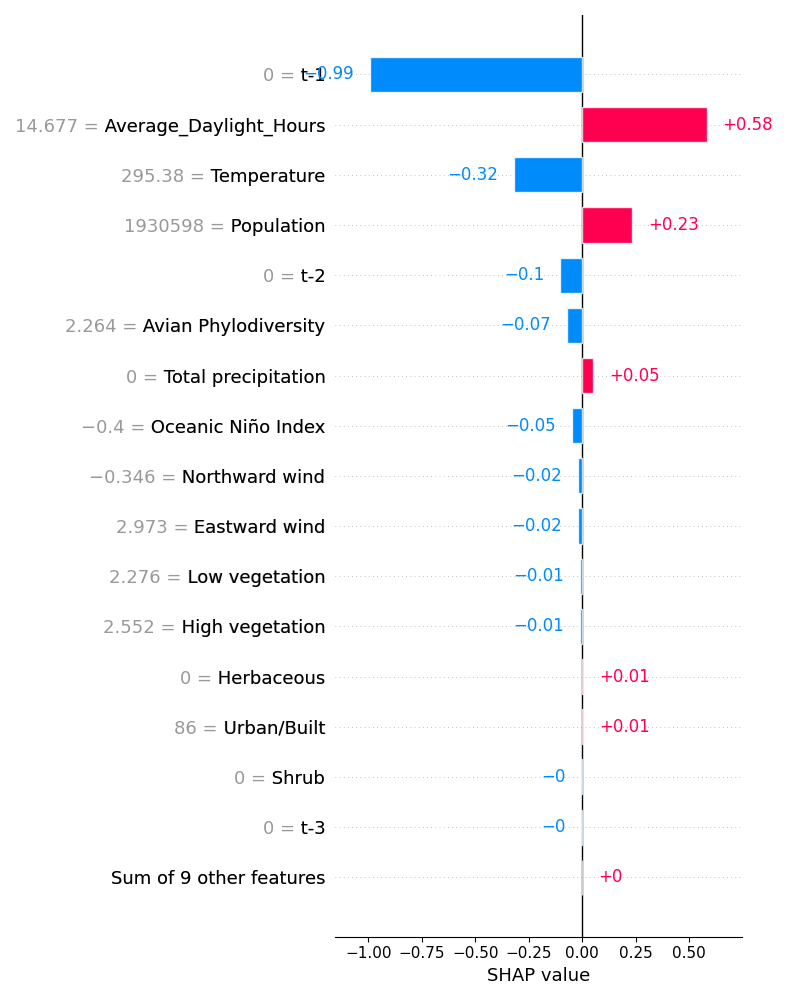 0 = t-1 −0.99
14.677 = Average_Daylight_Hours +0.58
295.38 = Temperature −0.32
1930598 = Population +0.23
0 = t-2 −0.1
2.264 = Avian Phylodiversity −0.07
0 = Total precipitation +0.05
−0.4 = Oceanic Niño Index −0.05
−0.346 = Northward wind −0.02
2.973 = Eastward wind −0.02
2.276 = Low vegetation −0.01
2.552 = High vegetation −0.01
0 = Herbaceous +0.01
86 = Urban/Built +0.01
0 = Shrub −0
0 = t-3 −0
Sum of 9 other features +0
−1.00 −0.75 −0.50 −0.25 0.00 0.25 0.50
SHAP value